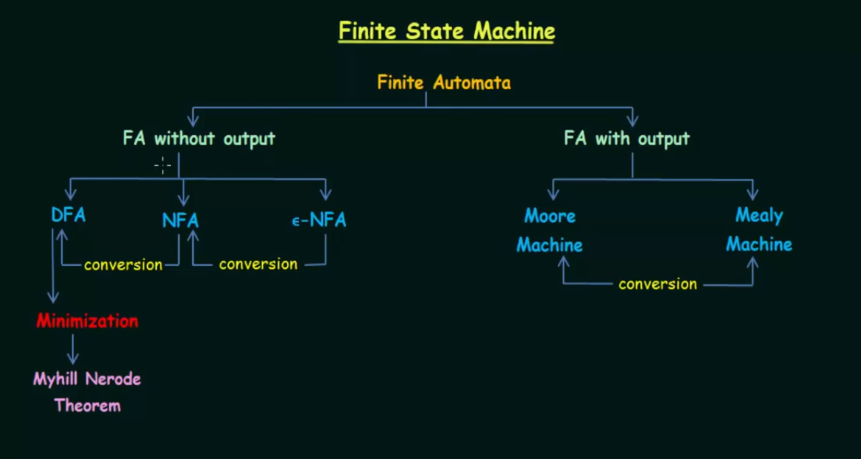 Finite State Machine
Finite Automata
FA without output
FA with output
DFA
NFA
ϵ-NFA
Moore
Machine
Mealy
Machine
conversion
conversion
conversion
Minimization
Myhill Nerode
Theorem